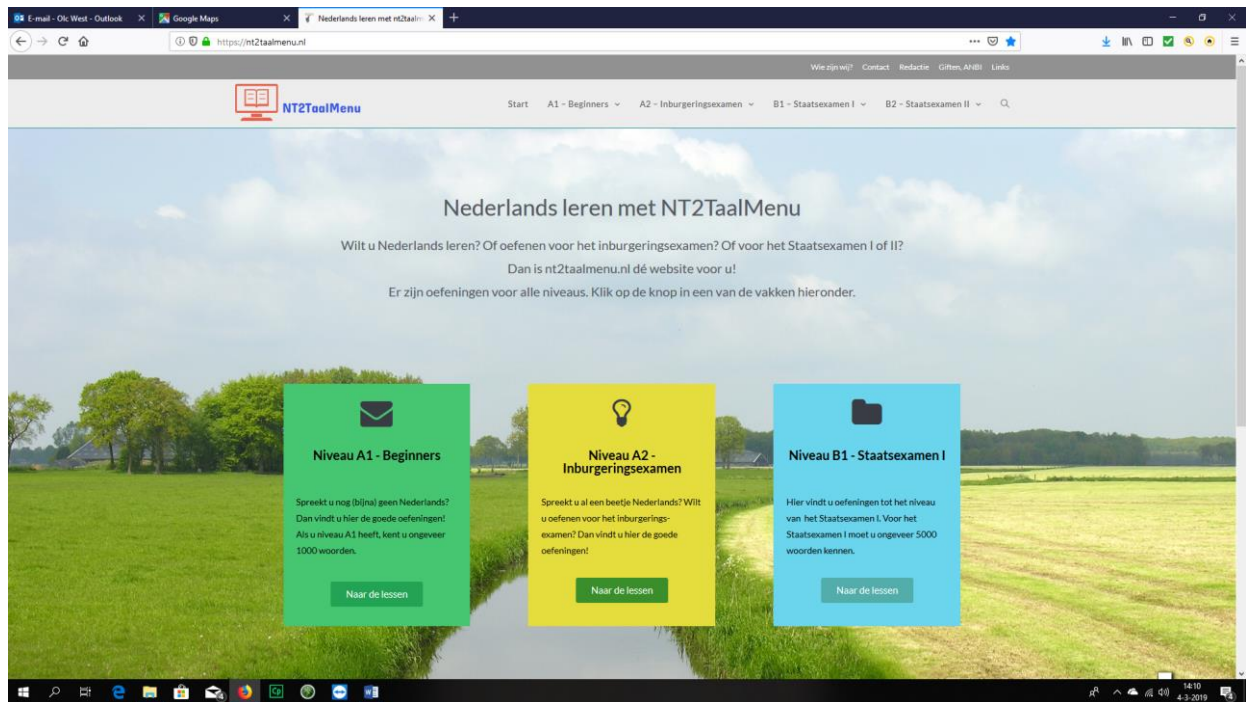 E-mail - Olc West - Outlook
Google Maps
Nederlands leren met nt2taalm
https://nt2taalmenu.nl
Wie zijn wij? Contact Redactie Giften, ANBI Links
NT2TaalMenu
Start A1 - Beginners A2 - Inburgeringsexamen B1 - Staatsexamen I B2 - Staatsexamen II
Nederlands leren met NT2TaalMenu
Wilt u Nederlands leren? Of oefenen voor het inburgeringsexamen? Of voor het Staatsexamen I of II?
Dan is nt2taalmenu.nl dé website voor u!
Er zijn oefeningen voor alle niveaus. Klik op de knop in een van de vakken hieronder.
Niveau A1 - Beginners
Spreekt u nog (bijna) geen Nederlands?
Dan vindt u hier de goede oefeningen!
Als u niveau A1 heeft, kent u ongeveer
1000 woorden.
Naar de lessen
Niveau A2 -
Inburgeringsexamen
Spreekt u al een beetje Nederlands? Wilt
u oefenen voor het inburgerings-
examen? Dan vindt u hier de goede
oefeningen!
Naar de lessen
Niveau B1 - Staatsexamen I
Hier vindt u oefeningen tot het niveau
van het Staatsexamen I. Voor het
Staatsexamen I moet u ongeveer 5000
woorden kennen.
Naar de lessen
14:10
4-3-2019